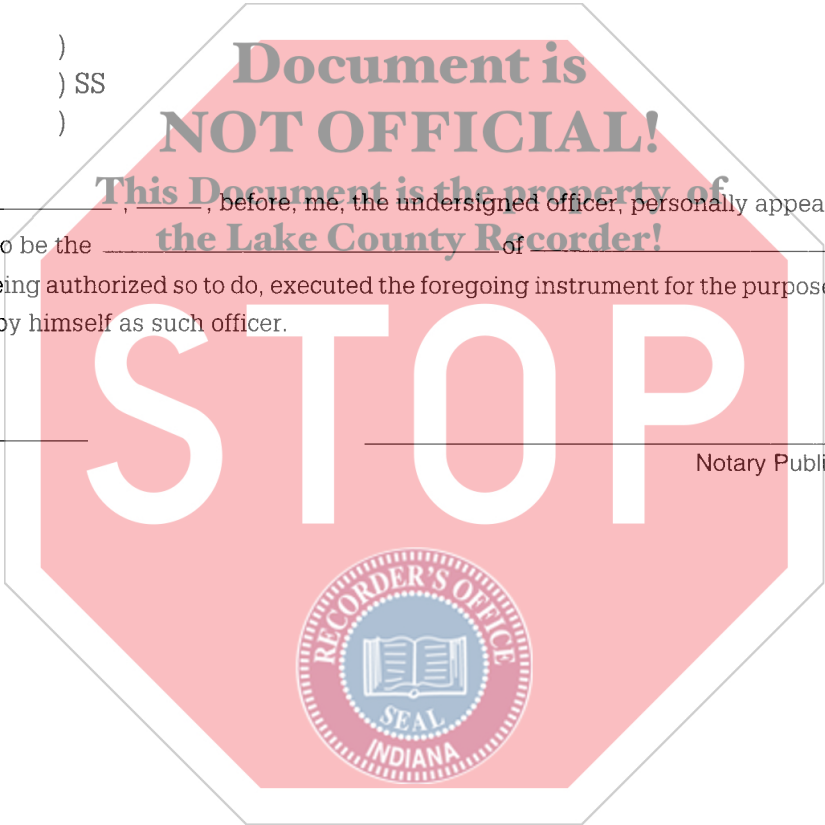 )
) SS
)
Document is
NOT OFFICIAL!
This Document is the property of
the Lake County Recorder!
, , before, me, the undersigned officer, personally appea
o be the of
eing authorized so to do, executed the foregoing instrument for the purpose
by himself as such officer.
STOP
Notary Publi
RECORDER'S OFFICE
SEAL
INDIANA